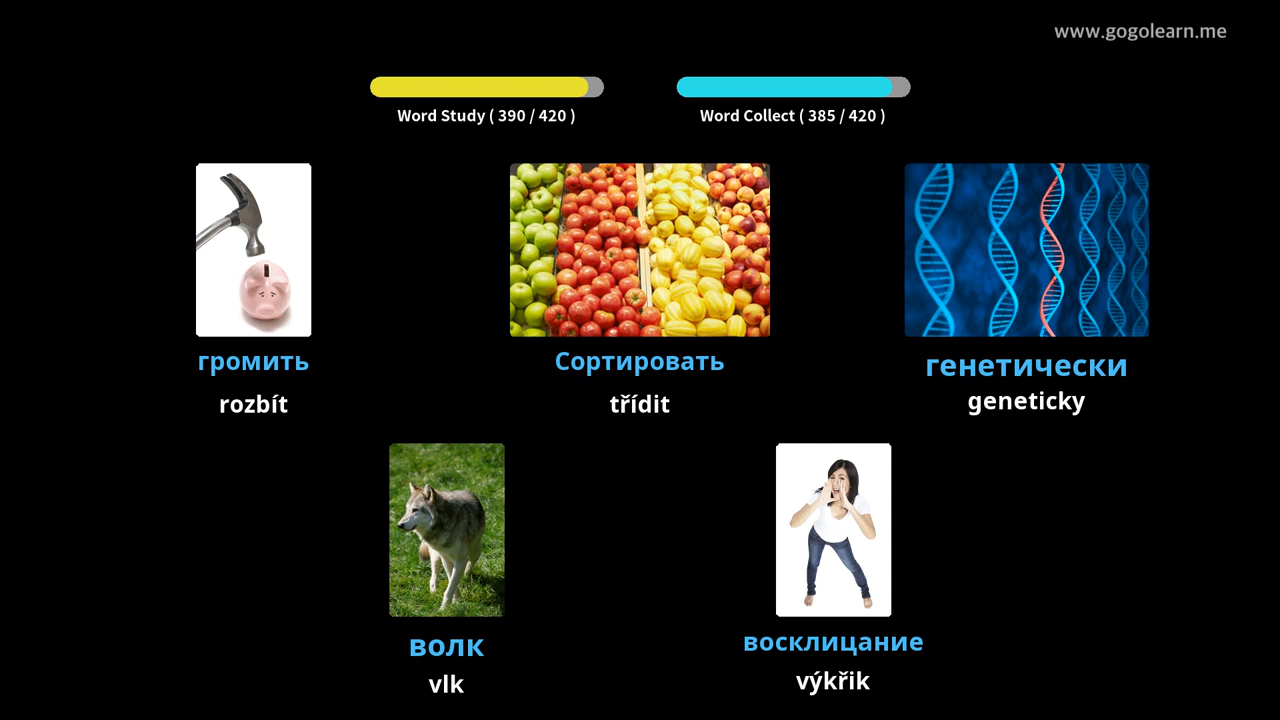 www.gogolearn.me
Word Study ( 390 / 420 )
Word Collect ( 385 / 420 )
громить
Сортировать
генетически
rozbít
třídit
geneticky
волк
восклицание
vlk
výkřik